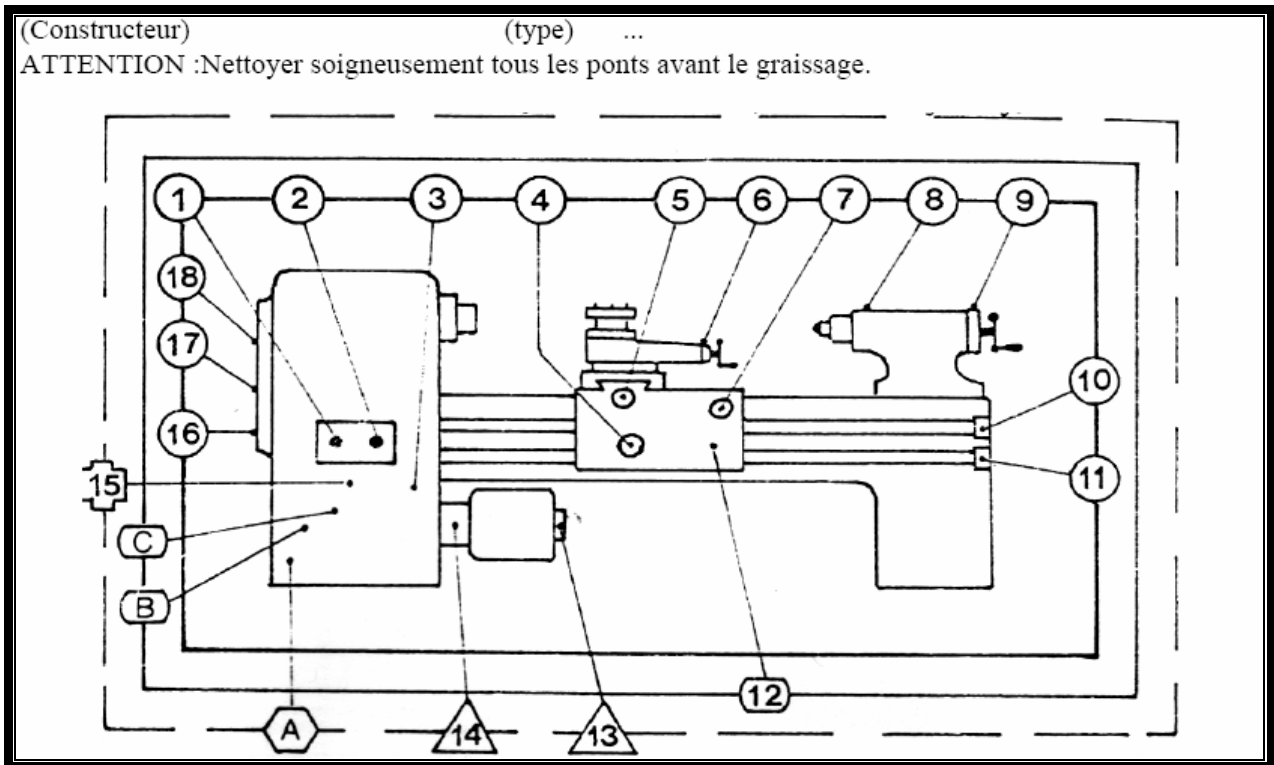 (Constructeur) (type) ...
ATTENTION :Nettoyer soigneusement tous les ponts avant le graissage.
1 2 3 4 5 6 7 8 9
18
17
10
16
11
15
C
B
12
A 14 13